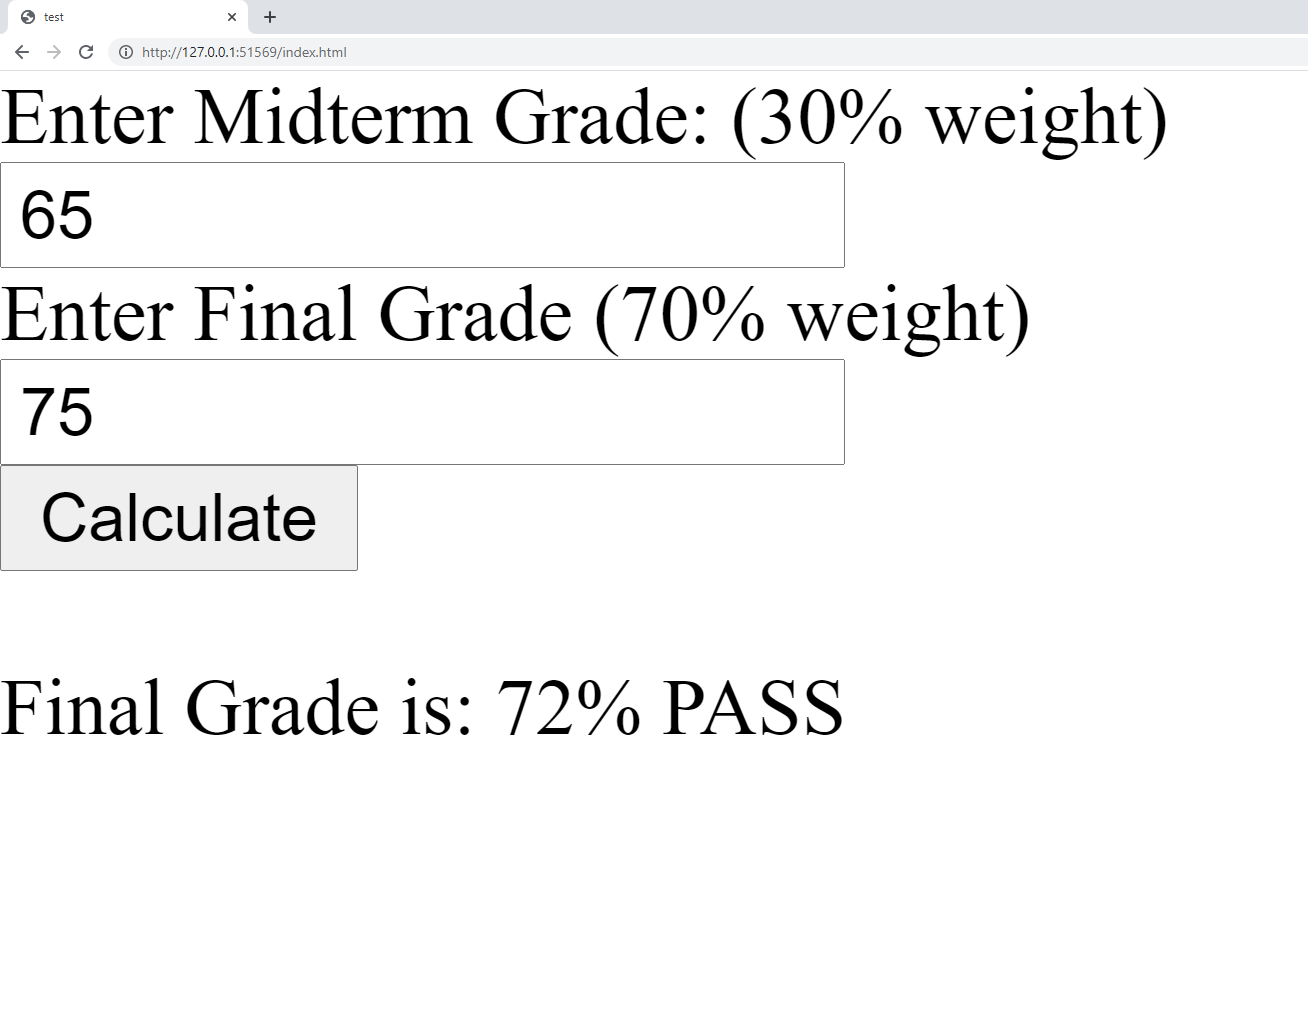 test
http://127.0.0.1:51569/index.html
Enter Midterm Grade: (30% weight)
65
Enter Final Grade (70% weight)
75
Calculate
Final Grade is: 72% PASS